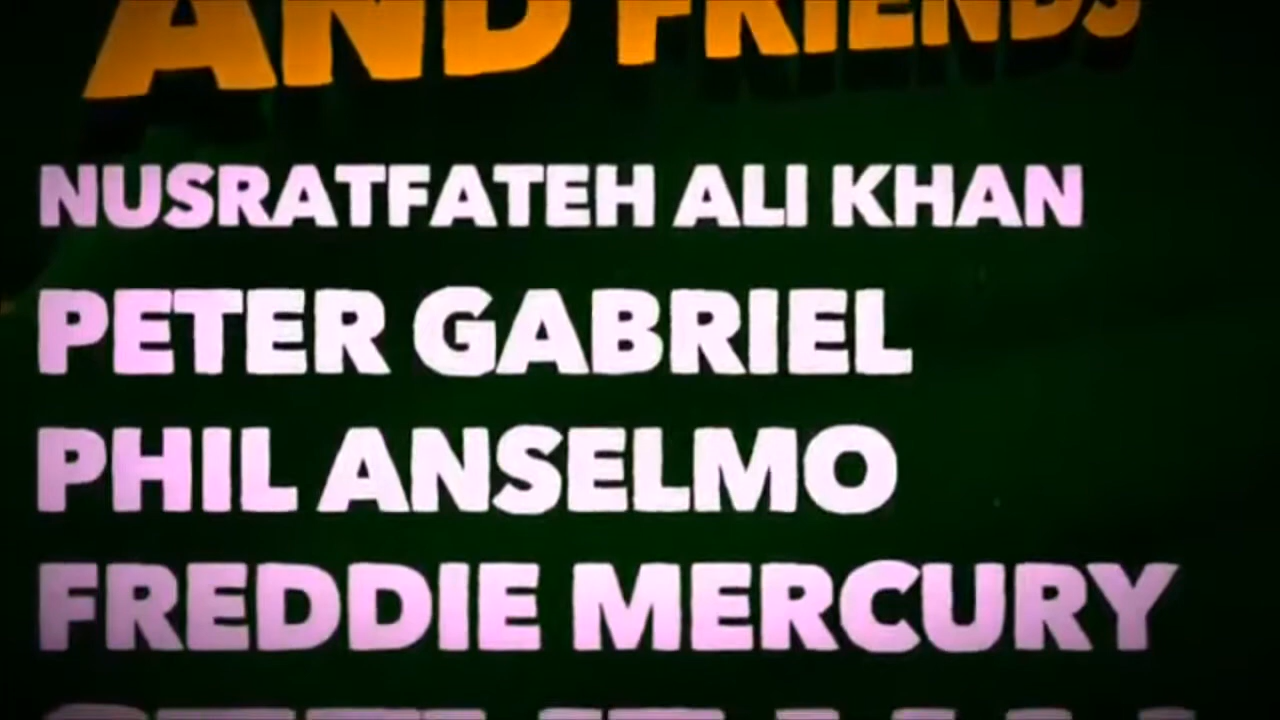 AND FRIENDS
NUSRATFATEH ALI KHAN
PETER GABRIEL
PHIL ANSELMO
FREDDIE MERCURY